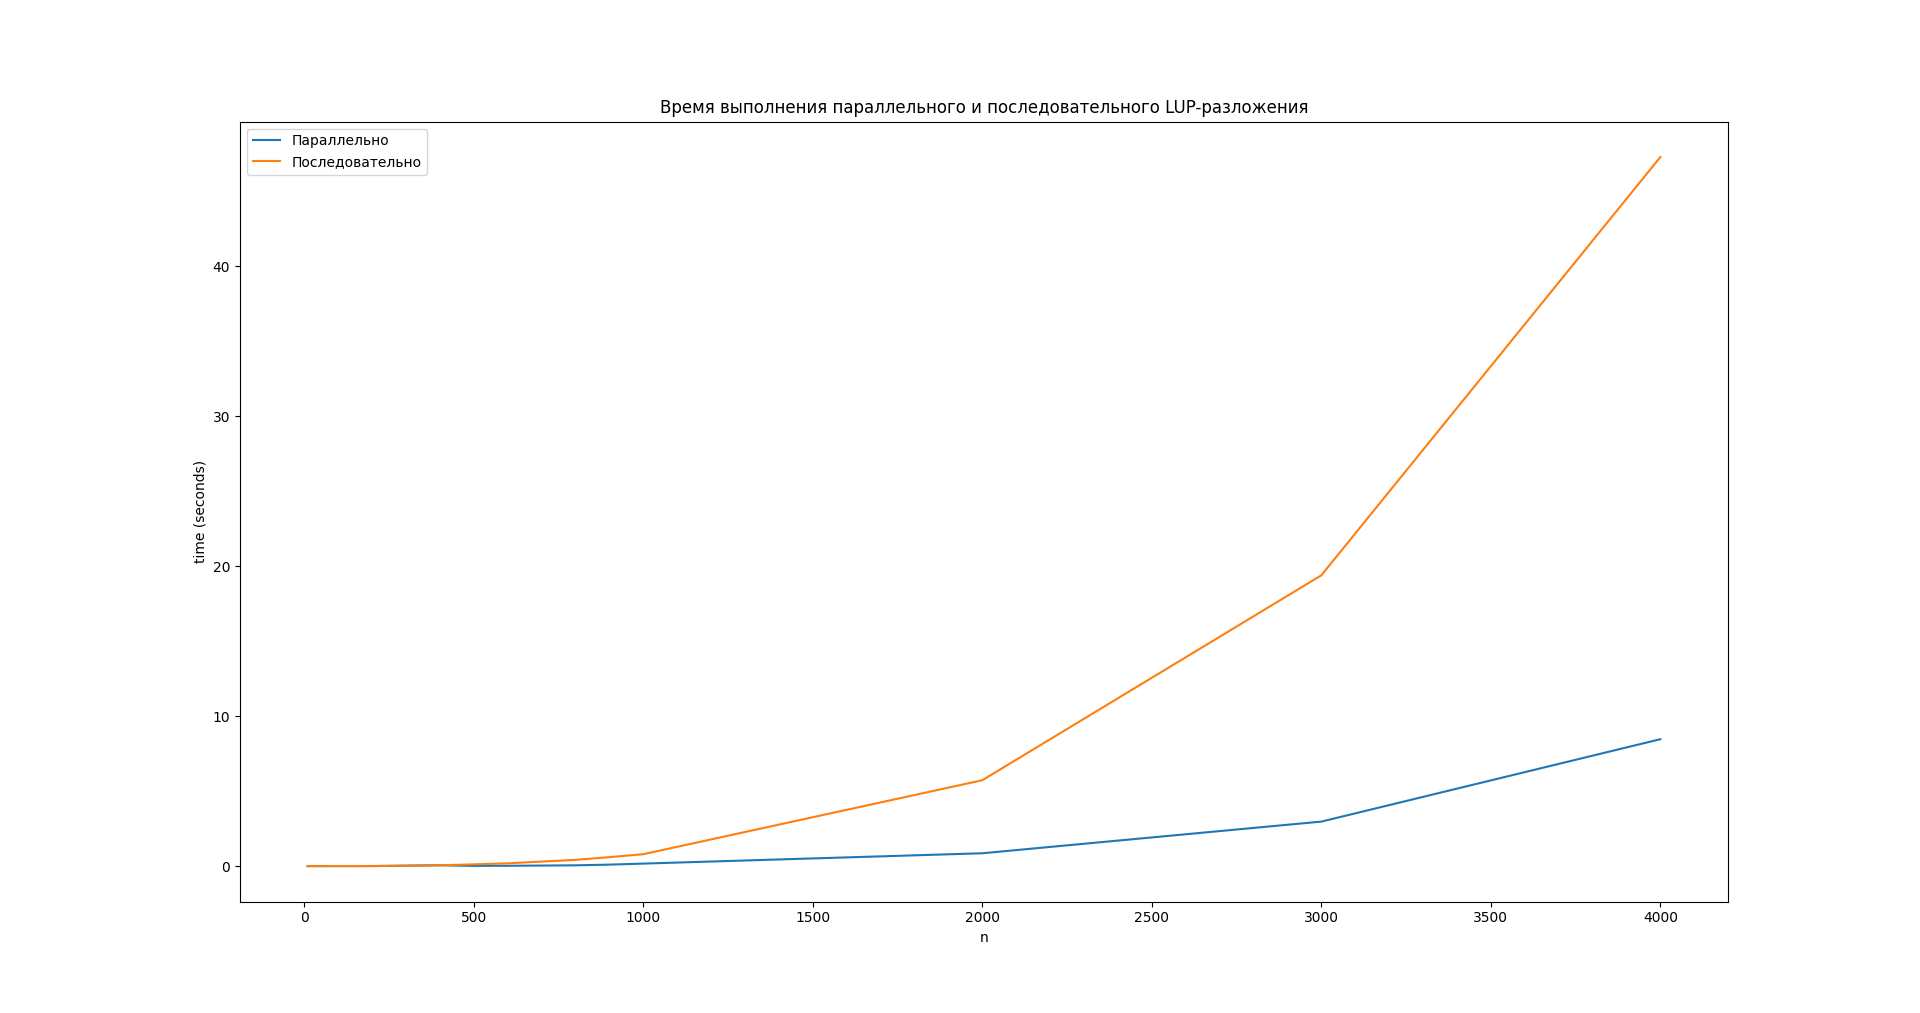 Время выполнения параллельного и последовательного LUP-разложения
Параллельно
Последовательно
40
30
20
10
0
time (seconds)
0 500 1000 1500 2000 2500 3000 3500 4000
n